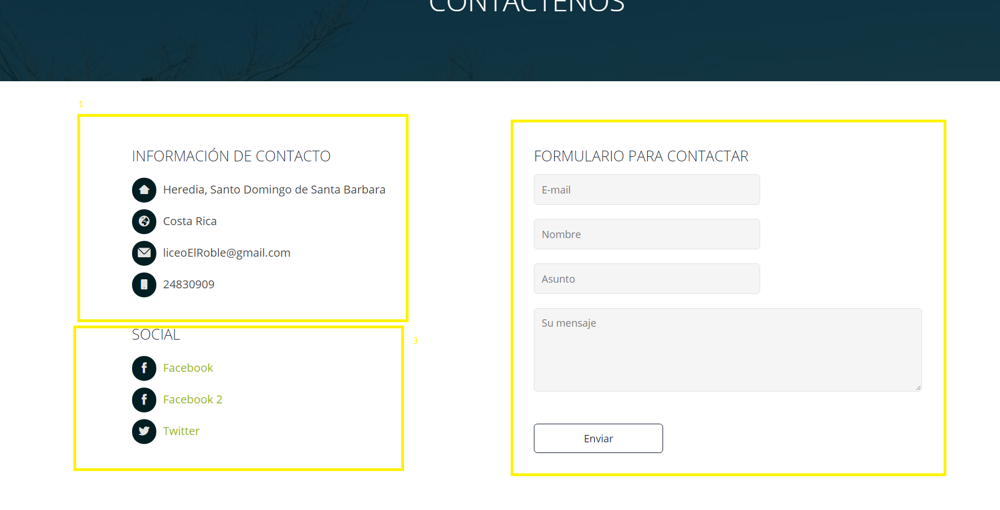 CONTÁCTENOS
1
INFORMACIÓN DE CONTACTO
Heredia, Santo Domingo de Santa Barbara
Costa Rica
liceoElRoble@gmail.com
24830909
SOCIAL
3
Facebook
Facebook 2
Twitter
FORMULARIO PARA CONTACTAR
E-mail
Nombre
Asunto
Su mensaje
Enviar